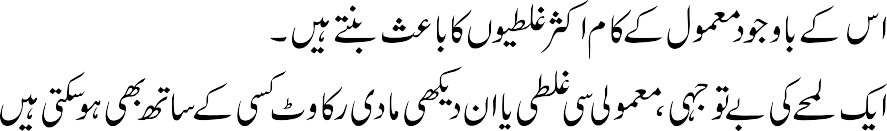 اس کے باوجود معمول کے کام اکثر غلطیوں کا باعث بنتے ہیں۔
ایک لمحے کی بے توجہی، معمولی سی غلطی یا ان دیکھی مادی رکاوٹ کسی کے ساتھ بھی ہو سکتی ہیں